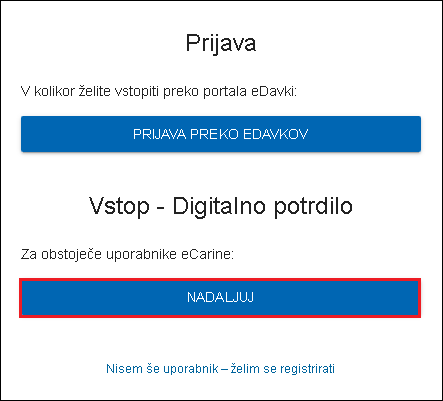 Prijava
V kolikor želite vstopiti preko portala eDavki:
PRIJAVA PREKO EDAVKOV
Vstop - Digitalno potrdilo
Za obstoječe uporabnike eCarine:
NADALJUJ
Nisem še uporabnik – želim se registrirati